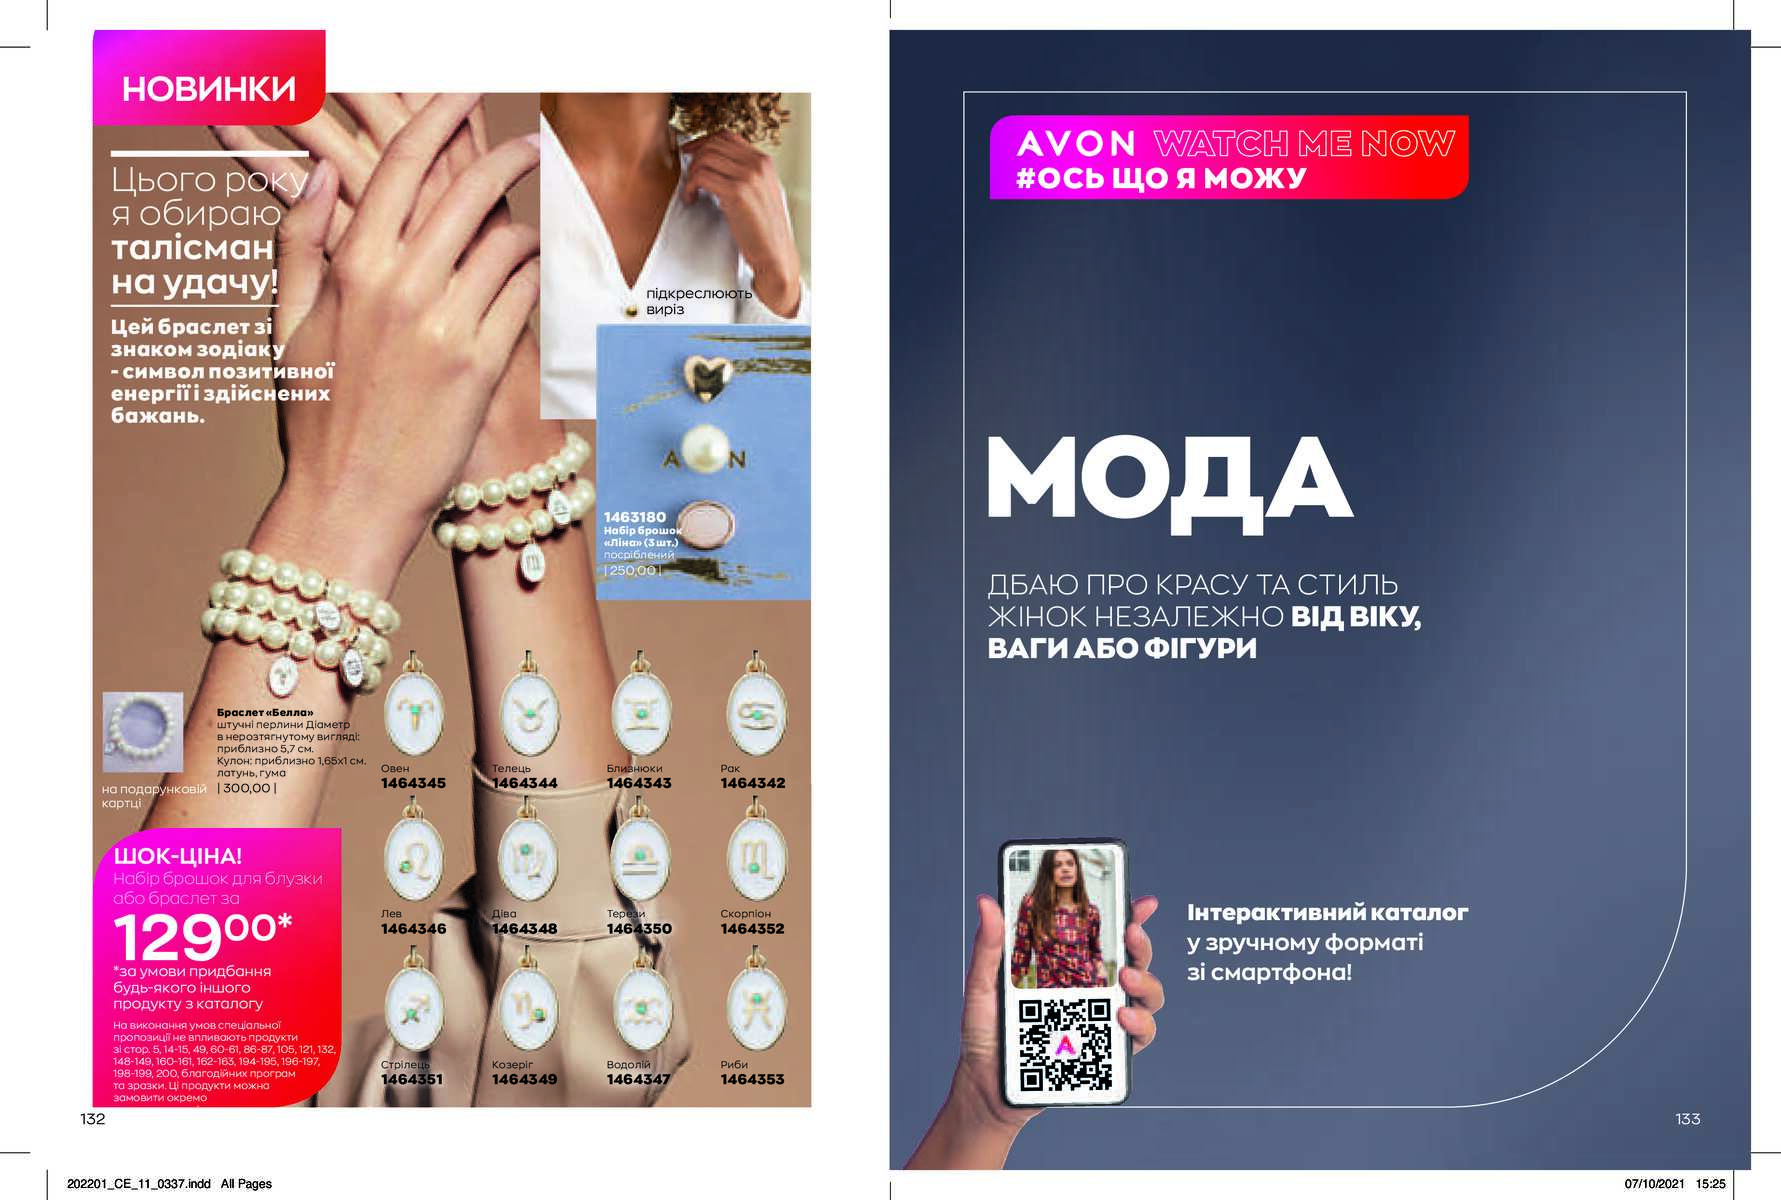 НОВИНКИ
Цього року
я обираю
талісман
на удачу!
Цей браслет зі
знаком зодіаку
- символ позитивної
енергії і здійснених
бажань.
підкреслюють
виріз
A N
1463180
Набір брошок
«Ліна» (3 шт.)
посріблений
| 250,00 |
Браслет «Белла»
штучні перлини Діаметр
в нерозтягнутому вигляді:
приблизно 5,7 см.
Кулон: приблизно 1,65х1 см.
латунь, гума
| 300,00 |
на подарунковій
картці
Овен
1464345
Телець
1464344
Близнюки
1464343
Рак
1464342
Лев
1464346
Діва
1464348
Терези
1464350
Скорпіон
1464352
Стрілець
1464351
Козеріг
1464349
Водолій
1464347
Риби
1464353
ШОК-ЦІНА!
Набір брошок для блузки
або браслет за
12900*
*за умови придбання
будь-якого іншого
продукту з каталогу
На виконання умов спеціальної
пропозиції не впливають продукти
зі стор. 5, 14-15, 49, 60-61, 86-87, 105, 121, 132,
148-149, 160-161, 162-163, 194-195, 196-197,
198-199, 200, благодійних програм
та зразки. Ці продукти можна
замовити окремо
132
AVON WATCH ME NOW
#ОСЬ ЩО Я МОЖУ
МОДА
ДБАЮ ПРО КРАСУ ТА СТИЛЬ
ЖІНОК НЕЗАЛЕЖНО ВІД ВІКУ,
ВАГИ АБО ФІГУРИ
Інтерактивний каталог
у зручному форматі
зі смартфона!
A
133
202201_CE_11_0337.indd All Pages
07/10/2021 15:25